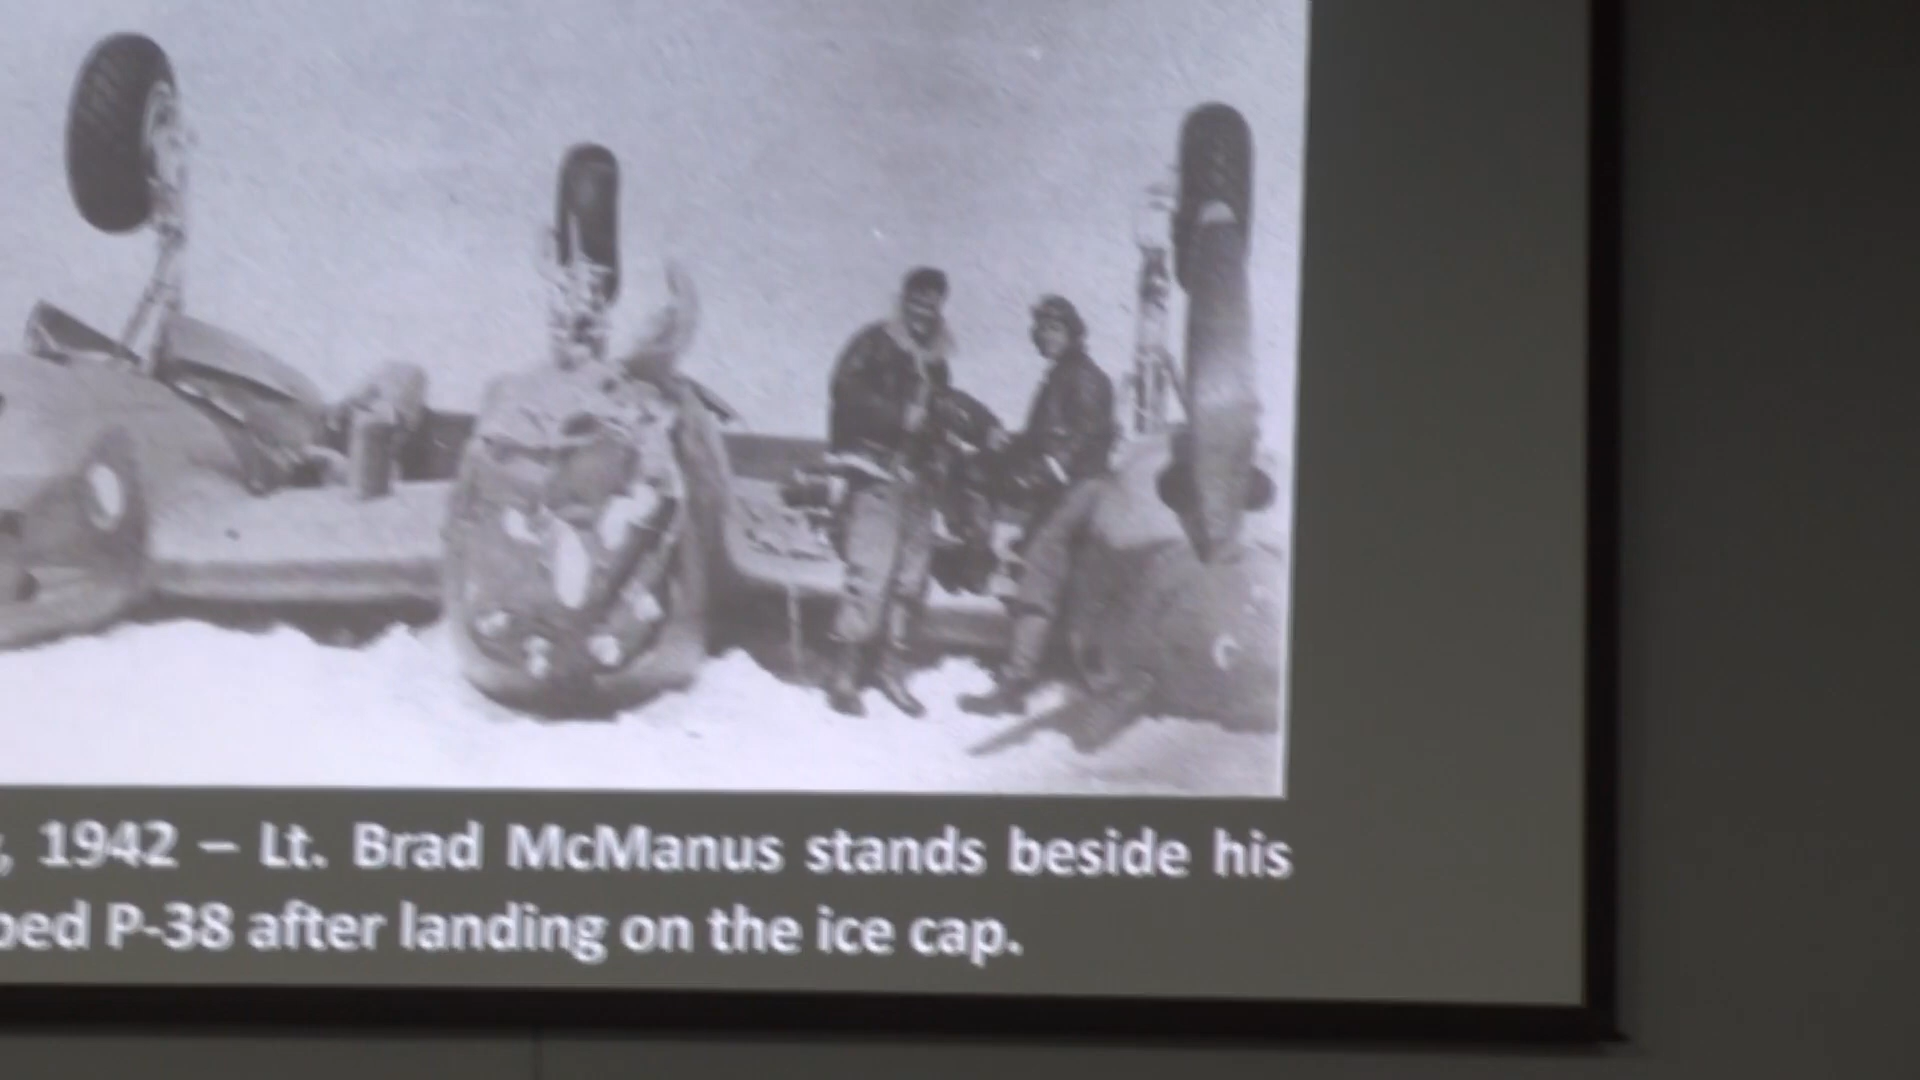 , 1942 – Lt. Brad McManus stands beside his
ped P-38 after landing on the ice cap.